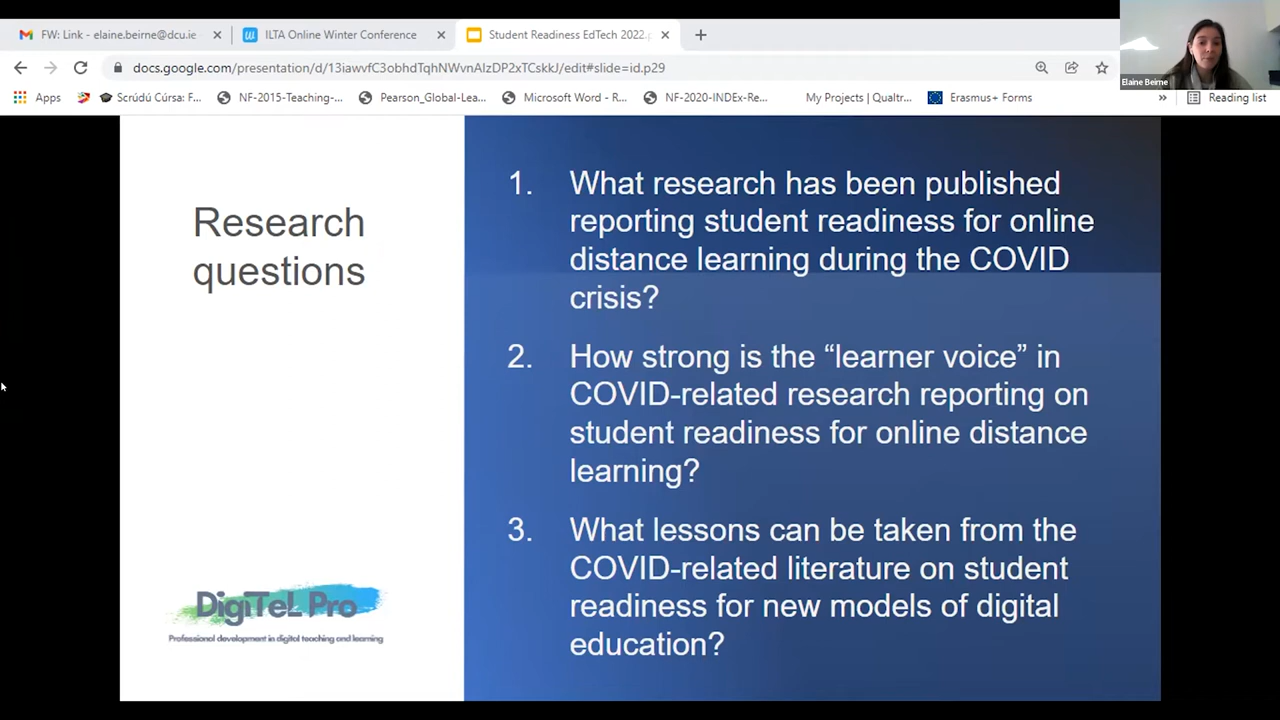 FW: Link - elaine.beirne@dcu.ie
ILTA Online Winter Conference
Student Readiness EdTech 2022.p
docs.google.com/presentation/d/13iawvfC3obhdTqhNWvnAIzDP2xTCskkJ/edit#slide=id.p29
Elaine Beirne
Apps
Scrúdú Cúrsa: F...
NF-2015-Teaching-...
Pearson_Global-Lea...
Microsoft Word - R...
NF-2020-INDEx-Re...
My Projects | Qualtr...
Erasmus+ Forms
»
Reading list
Research
questions
1. What research has been published
reporting student readiness for online
distance learning during the COVID
crisis?
2. How strong is the “learner voice” in
COVID-related research reporting on
student readiness for online distance
learning?
3. What lessons can be taken from the
COVID-related literature on student
readiness for new models of digital
education?
DigiTeL Pro
Professional development in digital teaching and learning